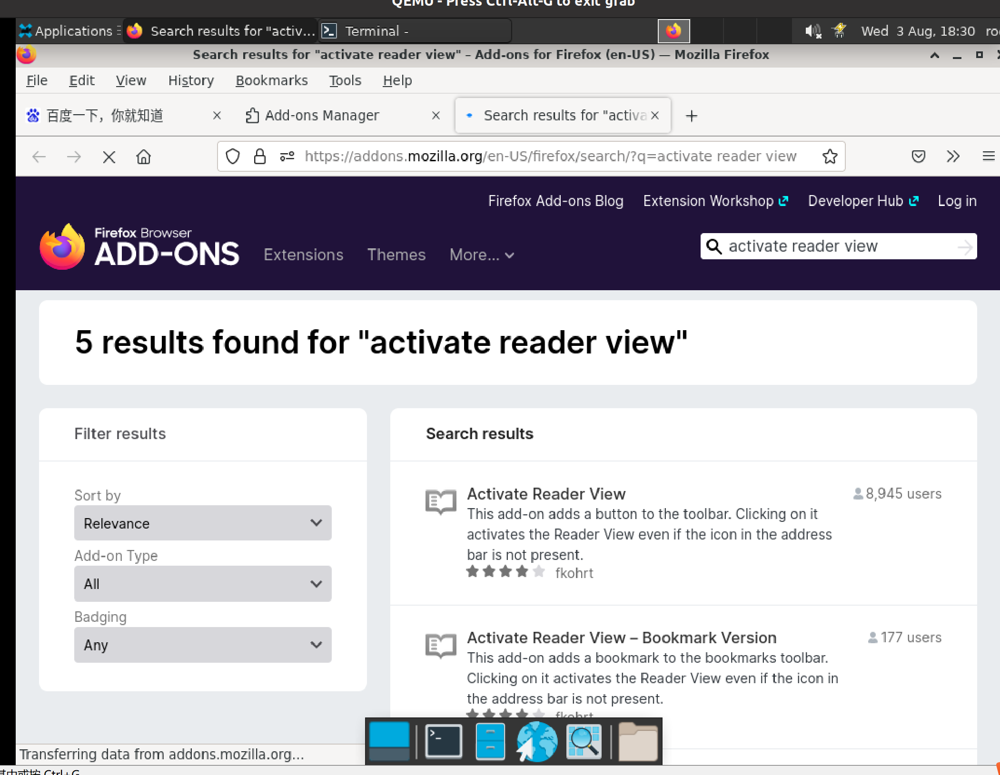 QEMU - Press Ctrl-Alt-G to exit grab
Applications
Search results for "activ...
Terminal -
Wed 3 Aug, 18:30
Search results for "activate reader view" – Add-ons for Firefox (en-US) — Mozilla Firefox
File Edit View History Bookmarks Tools Help
百度一下，你就知道
Add-ons Manager
Search results for "activa
https://addons.mozilla.org/en-US/firefox/search/?q=activate reader view
Firefox Add-ons Blog
Extension Workshop
Developer Hub
Log in
Firefox Browser
ADD-ONS
Extensions
Themes
More...
activate reader view
5 results found for "activate reader view"
Filter results
Sort by
Relevance
Add-on Type
All
Badging
Any
Search results
Activate Reader View
8,945 users
This add-on adds a button to the toolbar. Clicking on it
activates the Reader View even if the icon in the address
bar is not present.
fkohrt
Activate Reader View – Bookmark Version
177 users
This add-on adds a bookmark to the bookmarks toolbar.
Clicking on it activates the Reader View even if the icon in
the address bar is not present.
fkohrt
Transferring data from addons.mozilla.org...
Ctrl+G